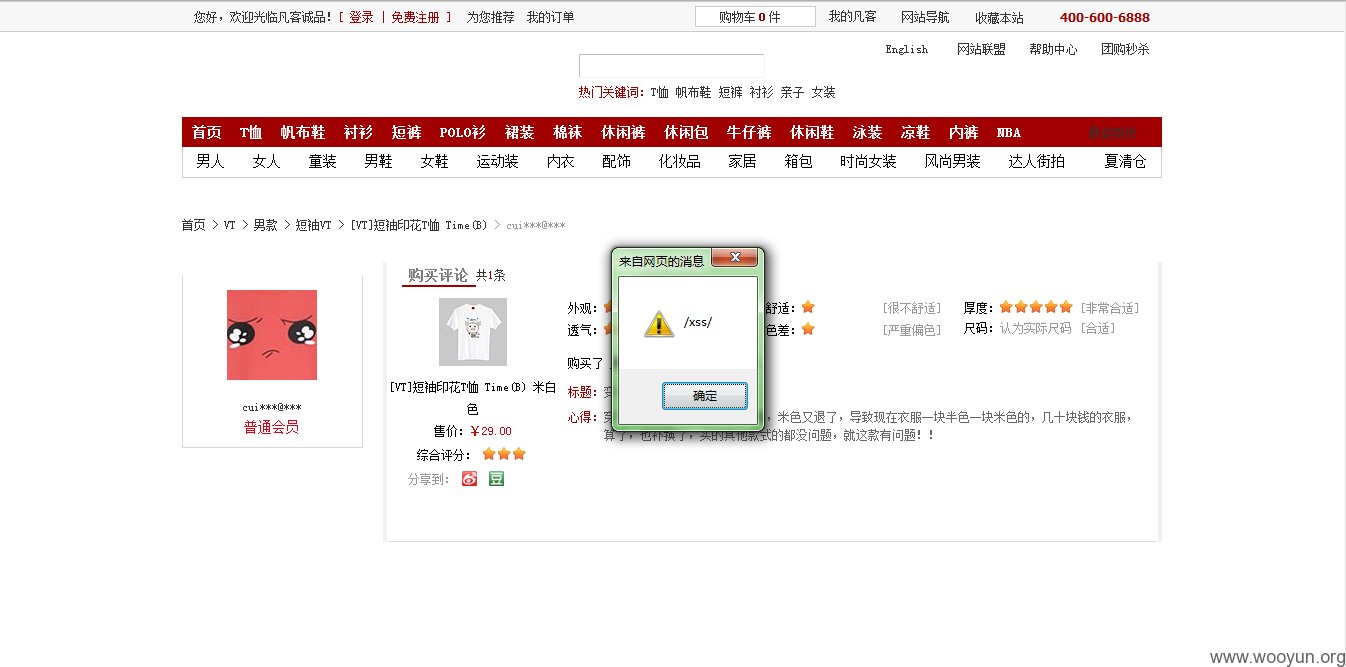 您好，欢迎光临凡客诚品！[ 登录 | 免费注册 ] 为您推荐 我的订单 购物车 0 件 我的凡客 网站导航 收藏本站 400-600-6888
English 网站联盟 帮助中心 团购秒杀
热门关键词：T恤 帆布鞋 短裤 衬衫 亲子 女装
首页 T恤 帆布鞋 衬衫 短裤 POLO衫 裙装 棉袜 休闲裤 休闲包 牛仔裤 休闲鞋 泳装 凉鞋 内裤 NBA
男人 女人 童装 男鞋 女鞋 运动装 内衣 配饰 化妆品 家居 箱包 时尚女装 风尚男装 达人街拍 夏清仓
首页 > VT > 男款 > 短袖VT > [VT]短袖印花T恤 Time(B) > cui***@***
cui***@***
普通会员
购买评论 共1条
[VT]短袖印花T恤 Time(B) 米白色
售价：￥29.00
综合评分：
分享到：
外观： 舒适： [很不舒适] 厚度： [非常合适]
透气： 色差： [严重偏色] 尺码：认为实际尺码 [合适]
购买了
标题：
心得： ，米色又退了，导致现在衣服一块半色一块米色的，几十块钱的衣服，
算了，也补换了，买的其他款式的都没问题，就这款有问题！！
来自网页的消息
/xss/
确定
www.wooyun.org